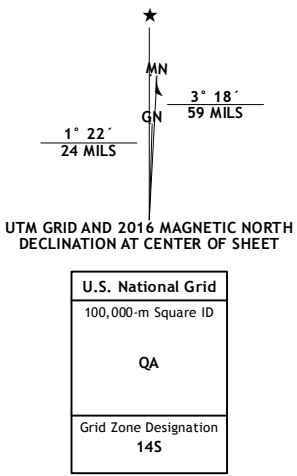 ★
MN
3° 18´
59 MILS
GN
1° 22´
24 MILS
UTM GRID AND 2016 MAGNETIC NORTH
DECLINATION AT CENTER OF SHEET
U.S. National Grid
100,000-m Square ID
QA
Grid Zone Designation
14S